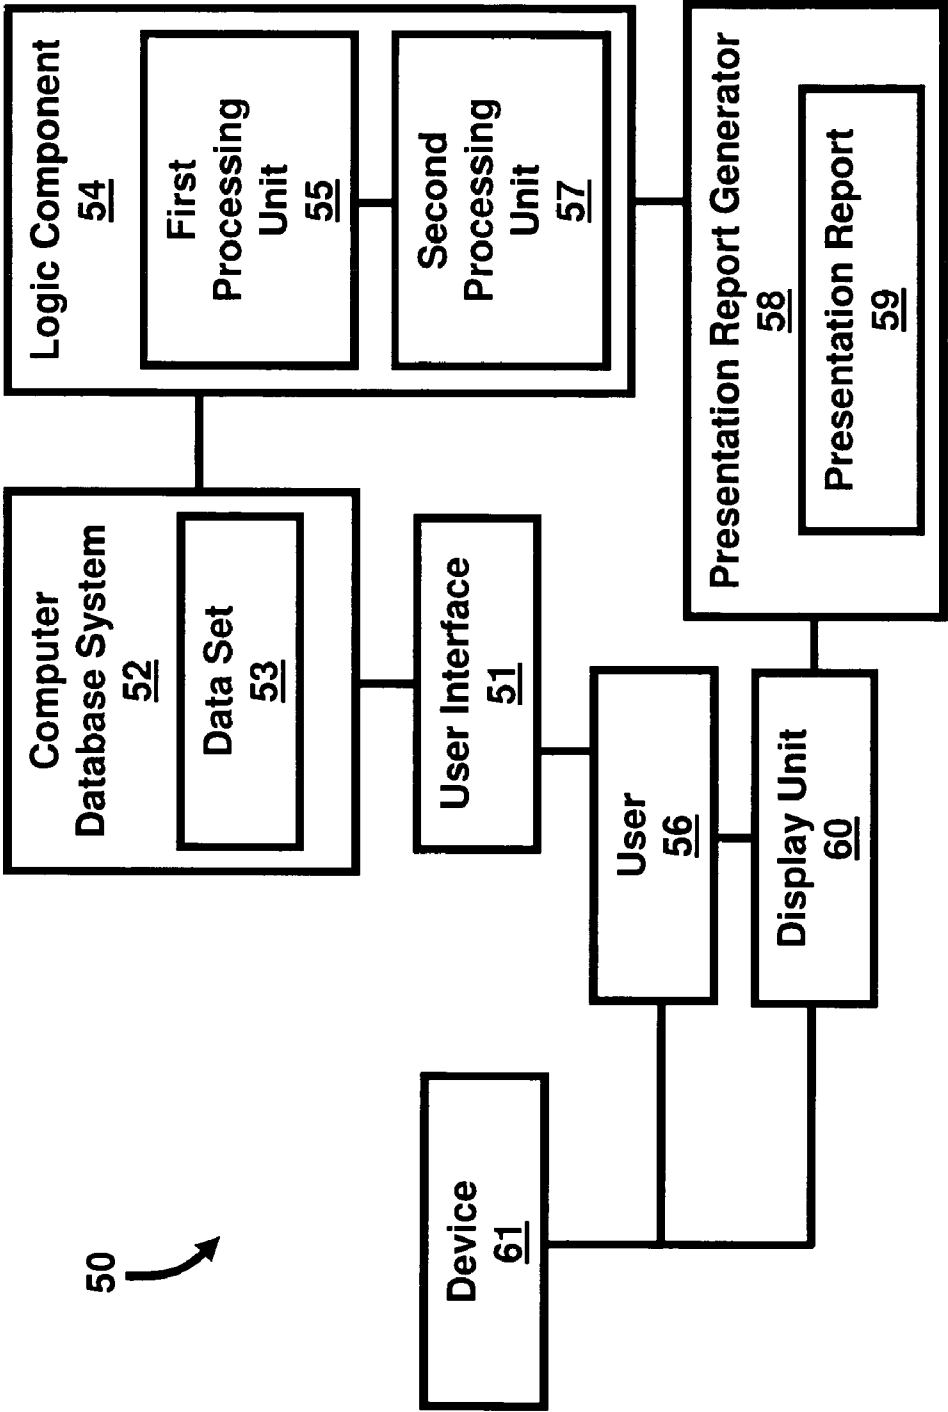 50
Computer
Database System
52
Data Set
53
Logic Component
54
First
Processing
Unit
55
Second
Processing
Unit
57
User Interface
51
Device
61
User
56
Display Unit
60
Presentation Report Generator
58
Presentation Report
59